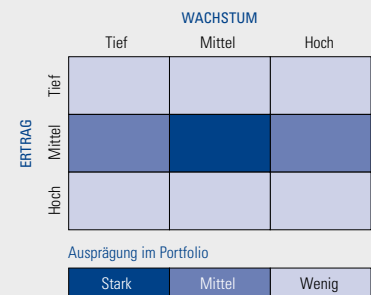 WACHSTUM
Tief Mittel Hoch
ERTRAG
Tief
Mittel
Hoch
Ausprägung im Portfolio
Stark Mittel Wenig